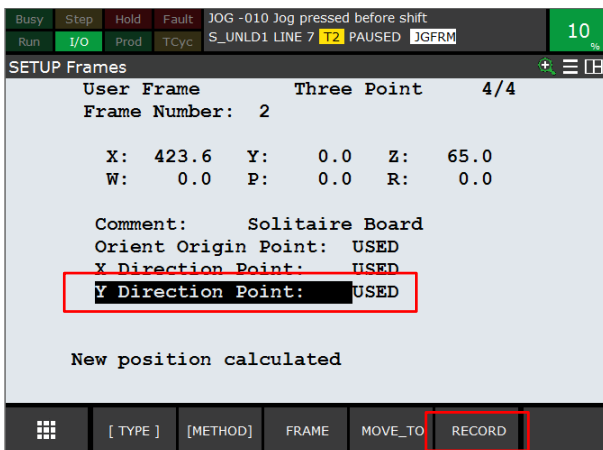 Busy Step Hold Fault JOG -010 Jog pressed before shift
Run I/O Prod TCyc S_UNLD1 LINE 7 T2 PAUSED JGFRM
10 %
SETUP Frames
User Frame Three Point 4/4
Frame Number: 2
X: 423.6 Y: 0.0 Z: 65.0
W: 0.0 P: 0.0 R: 0.0
Comment: Solitaire Board
Orient Origin Point: USED
X Direction Point: USED
Y Direction Point: USED
New position calculated
[ TYPE ] [METHOD] FRAME MOVE_TO RECORD